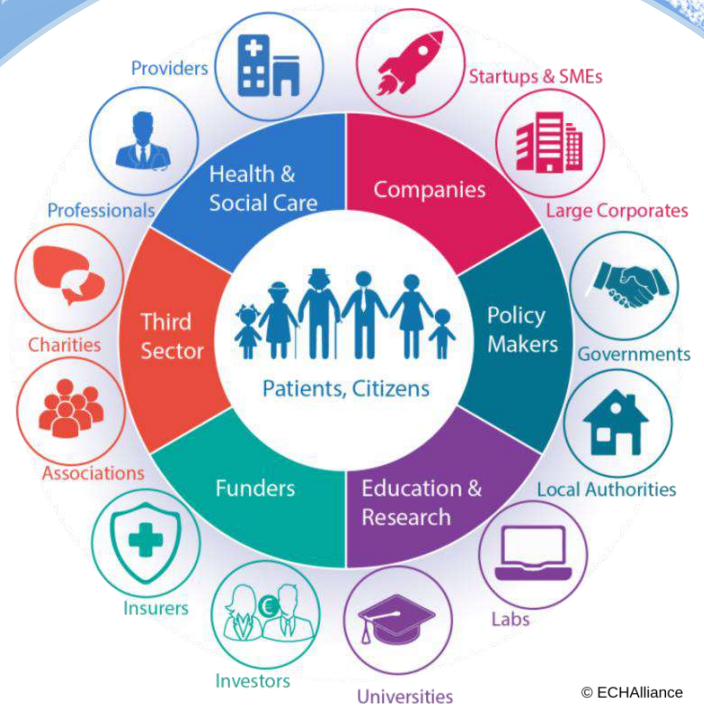 Providers
Startups & SMEs
Health &
Social Care
Companies
Professionals
Large Corporates
Third
Sector
Policy
Makers
Charities
Governments
Patients, Citizens
Associations
Funders
Education &
Research
Local Authorities
Insurers
Labs
€
Investors
Universities
© ECHAlliance